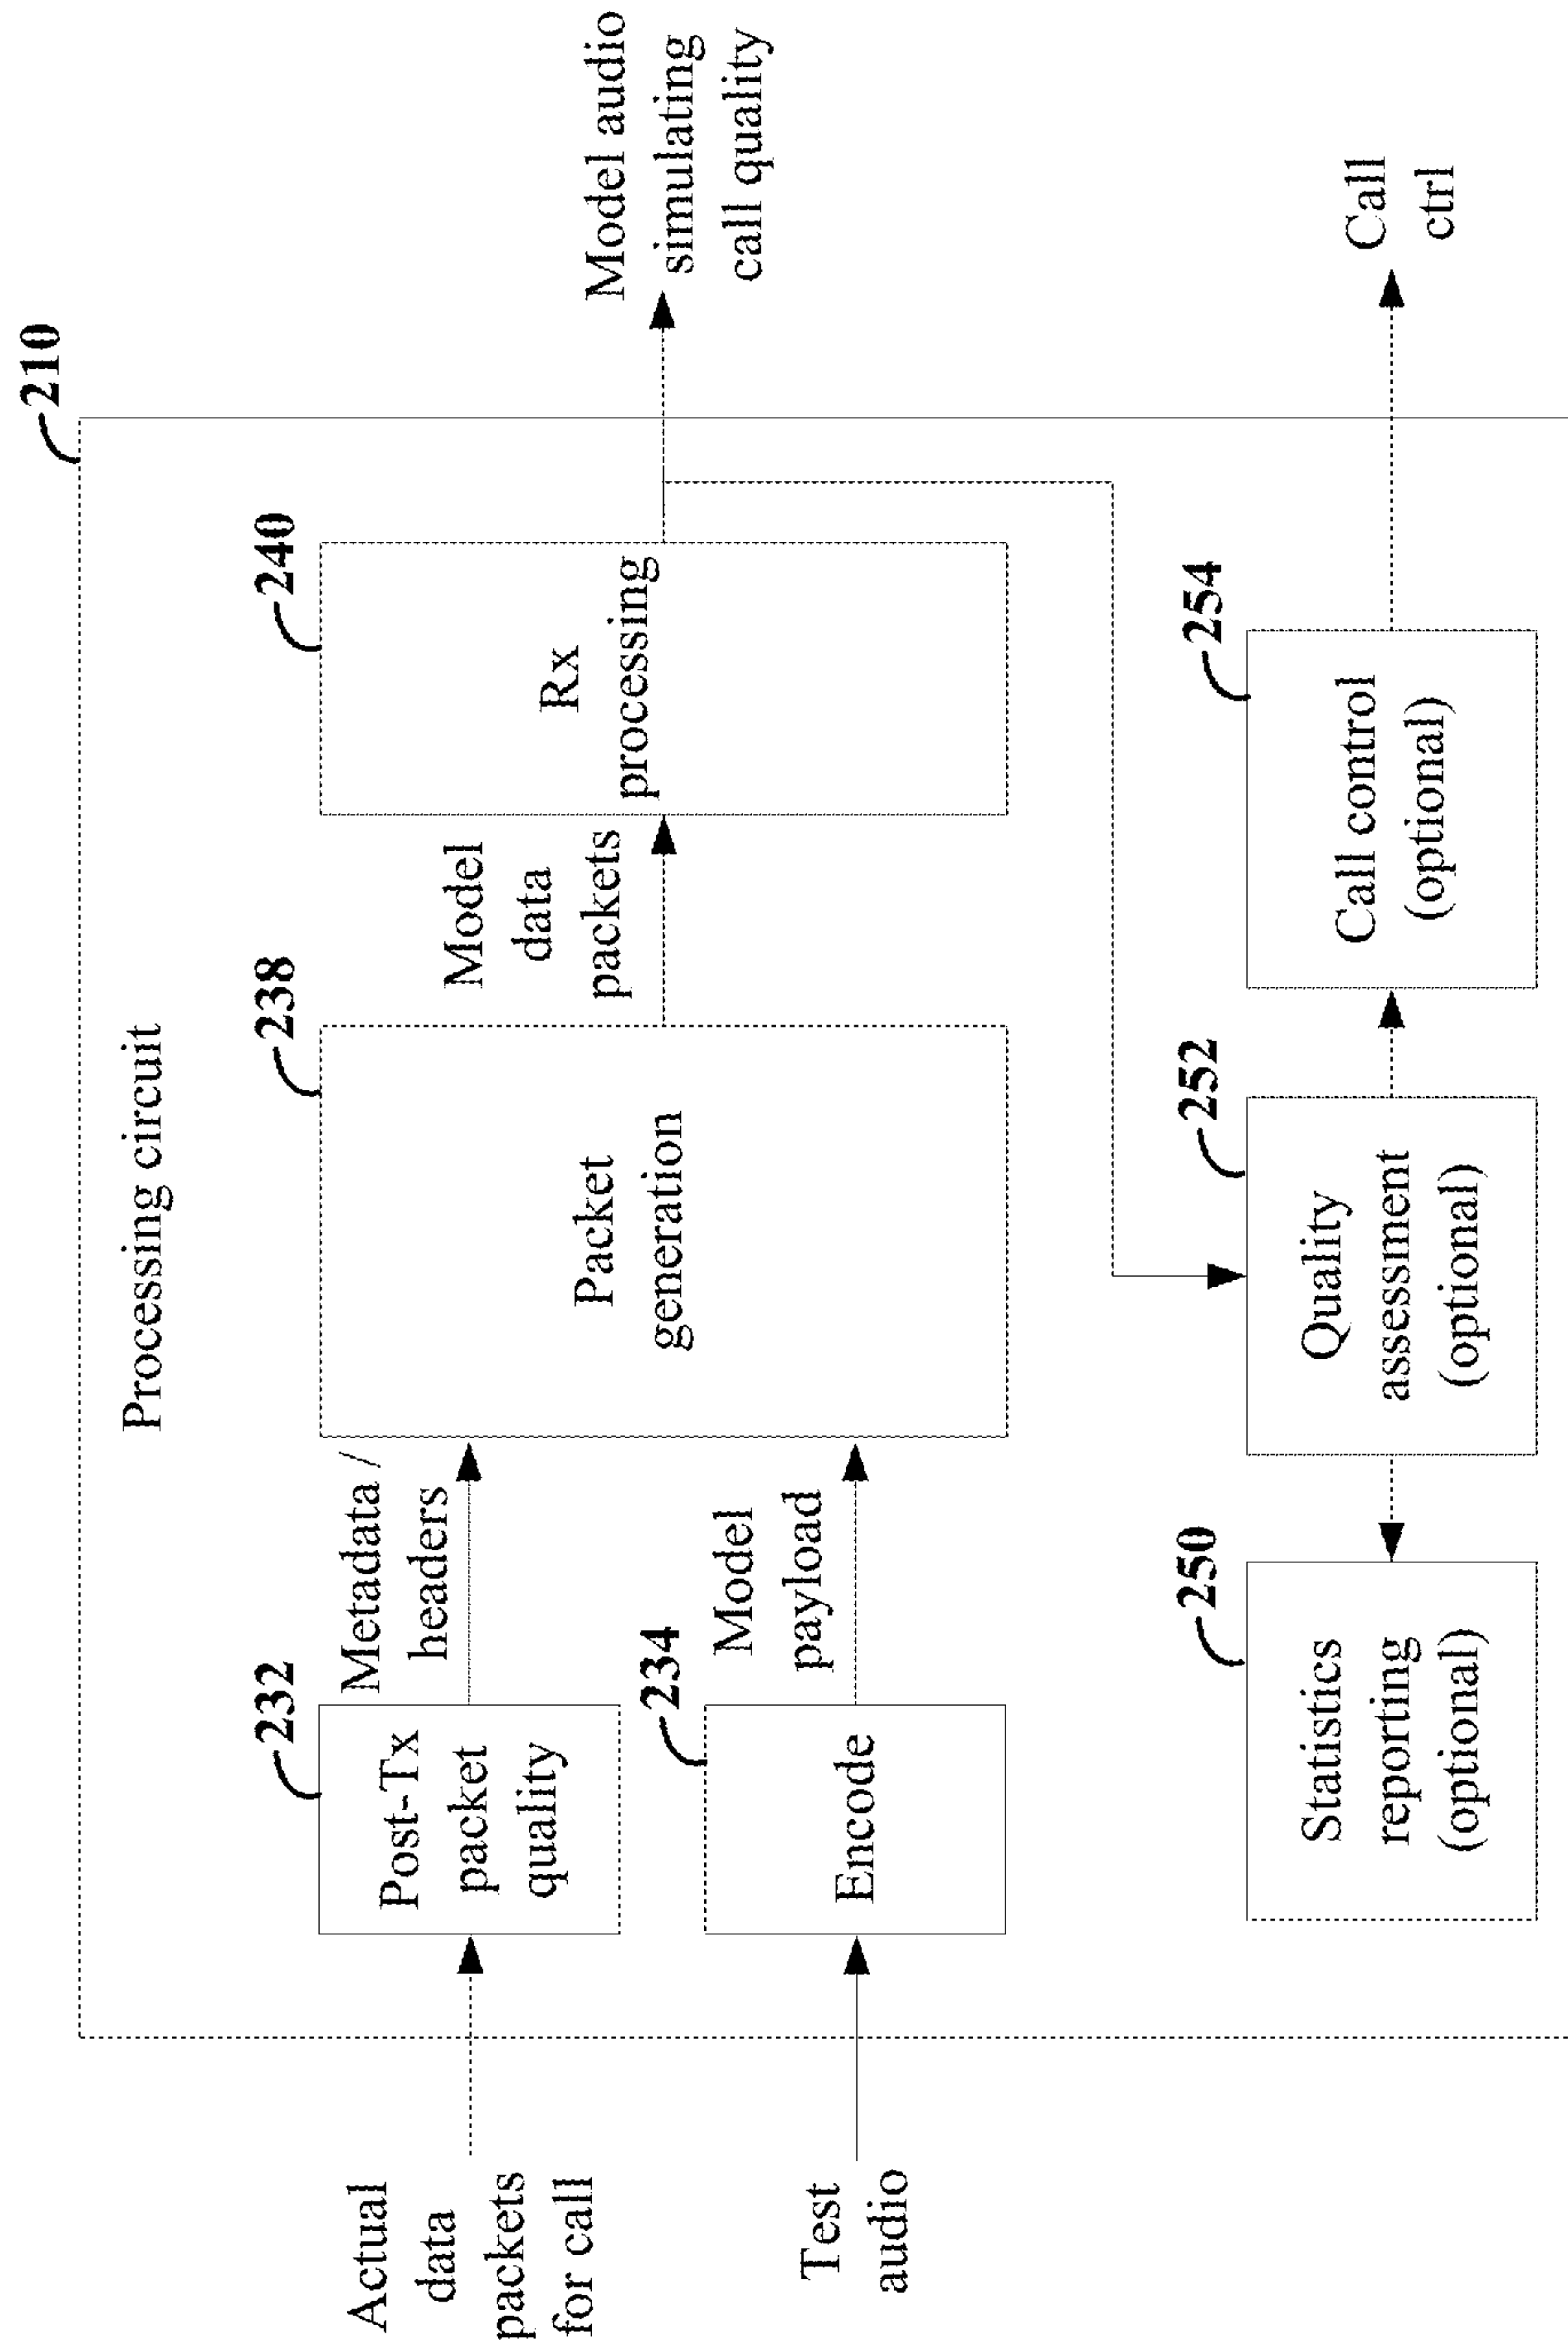 210
Processing circuit
232
238
240
Actual
data
packets
for call
Post-Tx
packet
quality
Metadata /
headers
Packet
generation
Model
data
packets
Rx
processing
Model audio
simulating
call quality
234
Test
audio
Encode
Model
payload
250
252
254
Statistics
reporting
(optional)
Quality
assessment
(optional)
Call control
(optional)
Call
ctrl